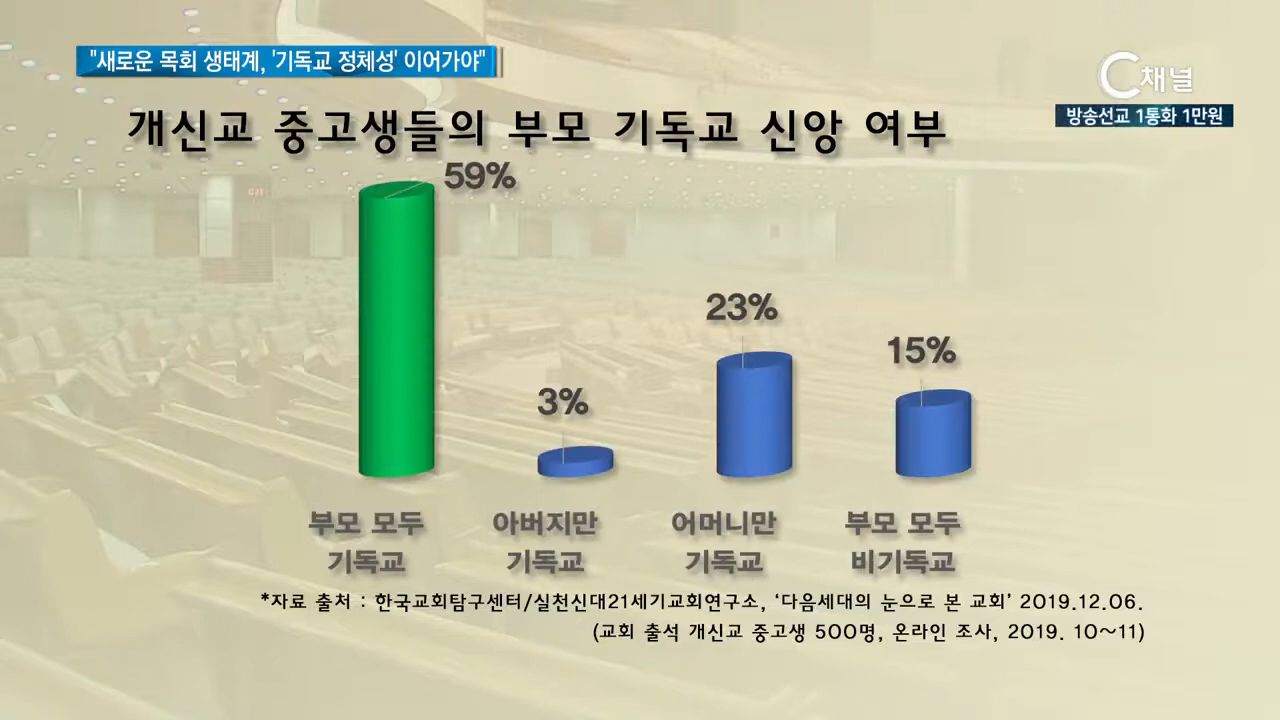 "새로운 목회 생태계, '기독교 정체성' 이어가야"
C채널
방송선교 1통화 1만원
개신교 중고생들의 부모 기독교 신앙 여부
59%
3%
23%
15%
부모 모두
기독교
아버지만
기독교
어머니만
기독교
부모 모두
비기독교
*자료 출처 : 한국교회탐구센터/실천신대21세기교회연구소, ‘다음세대의 눈으로 본 교회’ 2019.12.06.
(교회 출석 개신교 중고생 500명, 온라인 조사, 2019. 10~11)